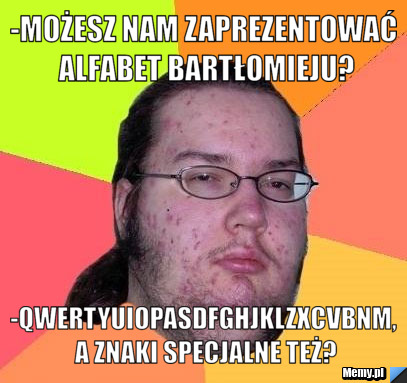 -MOŻESZ NAM ZAPREZENTOWAĆ
ALFABET BARTŁOMIEJU?
-QWERTYUIOPASDFGHJKLZXCVBNM,
A ZNAKI SPECJALNE TEŻ?
Memy.pl